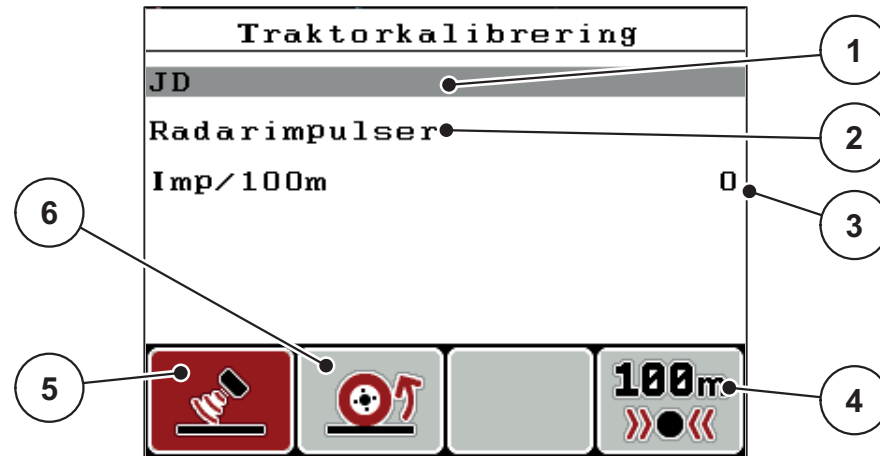 Traktorkalibrering
1
JD
Radarimpulser
2
Imp/100m 0
6
3
5
100m
4